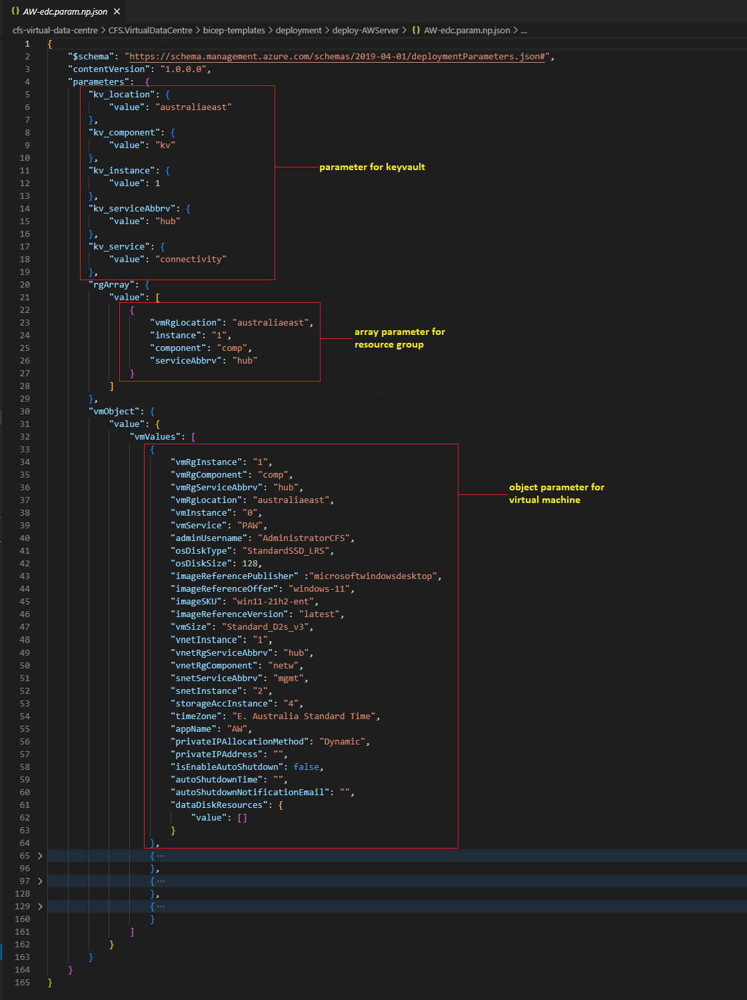 {} AW-edc.param.np.json ×
cfs-virtual-data-centre > CFS.VirtualDataCentre > bicep-templates > deployment > deploy-AWServer > {} AW-edc.param.np.json > ...
1 {
2 "$schema": "https://schema.management.azure.com/schemas/2019-04-01/deploymentParameters.json#",
3 "contentVersion": "1.0.0.0",
4 "parameters": {
5 "kv_location": {
6 "value": "australiaeast"
7 },
8 "kv_component": {
9 "value": "kv"
10 },
11 "kv_instance": {
parameter for keyvault
12 "value": 1
13 },
14 "kv_serviceAbbrv": {
15 "value": "hub"
16 },
17 "kv_service": {
18 "value": "connectivity"
19 },
20 "rgArray": {
21 "value": [
22 {
23 "vmRgLocation": "australiaeast",
24 "instance": "1",
25 "component": "comp",
26 "serviceAbbrv": "hub"
array parameter for
resource group
27 }
28 ]
29 },
30 "vmObject": {
31 "value": {
32 "vmValues": [
33 {
34 "vmRgInstance": "1",
35 "vmRgComponent": "comp",
36 "vmRgServiceAbbrv": "hub",
37 "vmRgLocation": "australiaeast",
object parameter for
virtual machine
38 "vmInstance": "0",
39 "vmService": "PAW",
40 "adminUsername": "AdministratorCFS",
41 "osDiskType": "StandardSSD_LRS",
42 "osDiskSize": 128,
43 "imageReferencePublisher" :"microsoftwindowsdesktop",
44 "imageReferenceOffer": "windows-11",
45 "imageSKU": "win11-21h2-ent",
46 "imageReferenceVersion": "latest",
47 "vmSize": "Standard_D2s_v3",
48 "vnetInstance": "1",
49 "vnetRgServiceAbbrv": "hub",
50 "vnetRgComponent": "netw",
51 "snetServiceAbbrv": "mgmt",
52 "snetInstance": "2",
53 "storageAccInstance": "4",
54 "timeZone": "E. Australia Standard Time",
55 "appName": "AW",
56 "privateIPAllocationMethod": "Dynamic",
57 "privateIPAddress": "",
58 "isEnableAutoShutdown": false,
59 "autoShutdownTime": "",
60 "autoShutdownNotificationEmail": "",
61 "dataDiskResources": {
62 "value": []
63 }
64 },
65 > { ...
96 },
97 > { ...
128 },
129 > { ...
160 }
161 ]
162 }
163 }
164 }
165 }